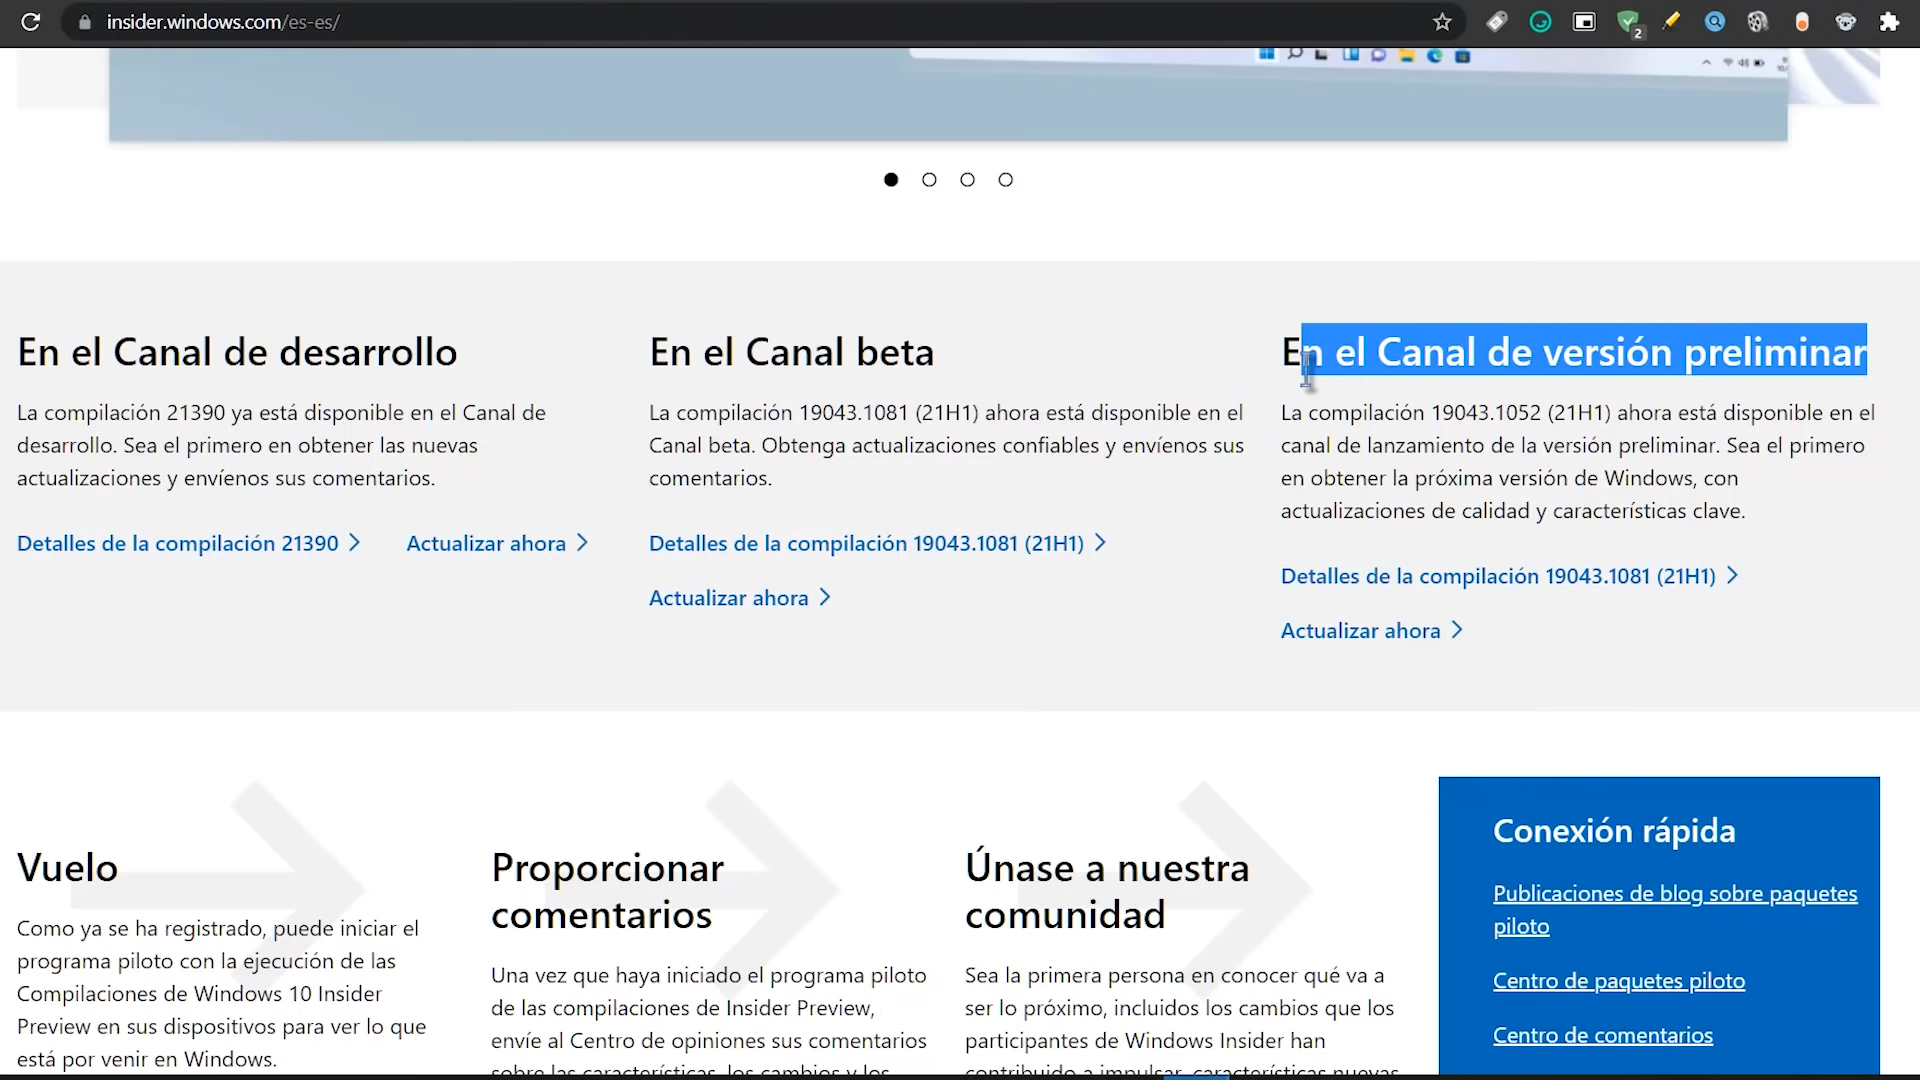 insider.windows.com/es-es/
2
En el Canal de desarrollo
La compilación 21390 ya está disponible en el Canal de
desarrollo. Sea el primero en obtener las nuevas
actualizaciones y envíenos sus comentarios.
Detalles de la compilación 21390
Actualizar ahora
En el Canal beta
La compilación 19043.1081 (21H1) ahora está disponible en el
Canal beta. Obtenga actualizaciones confiables y envíenos sus
comentarios.
Detalles de la compilación 19043.1081 (21H1)
Actualizar ahora
En el Canal de versión preliminar
La compilación 19043.1052 (21H1) ahora está disponible en el
canal de lanzamiento de la versión preliminar. Sea el primero
en obtener la próxima versión de Windows, con
actualizaciones de calidad y características clave.
Detalles de la compilación 19043.1081 (21H1)
Actualizar ahora
Vuelo
Como ya se ha registrado, puede iniciar el
programa piloto con la ejecución de las
Compilaciones de Windows 10 Insider
Preview en sus dispositivos para ver lo que
está por venir en Windows.
Proporcionar
comentarios
Una vez que haya iniciado el programa piloto
de las compilaciones de Insider Preview,
envíe al Centro de opiniones sus comentarios
sobre las características, los cambios y los
Únase a nuestra
comunidad
Sea la primera persona en conocer qué va a
ser lo próximo, incluidos los cambios que los
participantes de Windows Insider han
contribuido a impulsar, características nuevas
Conexión rápida
Publicaciones de blog sobre paquetes
piloto
Centro de paquetes piloto
Centro de comentarios